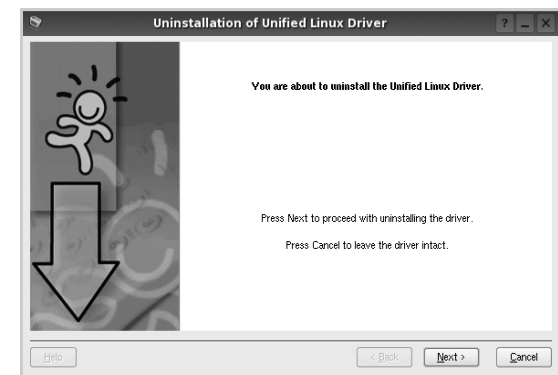 Uninstallation of Unified Linux Driver
You are about to uninstall the Unified Linux Driver.
Press Next to proceed with uninstalling the driver.
Press Cancel to leave the driver intact.
Help
< Back
Next >
Cancel